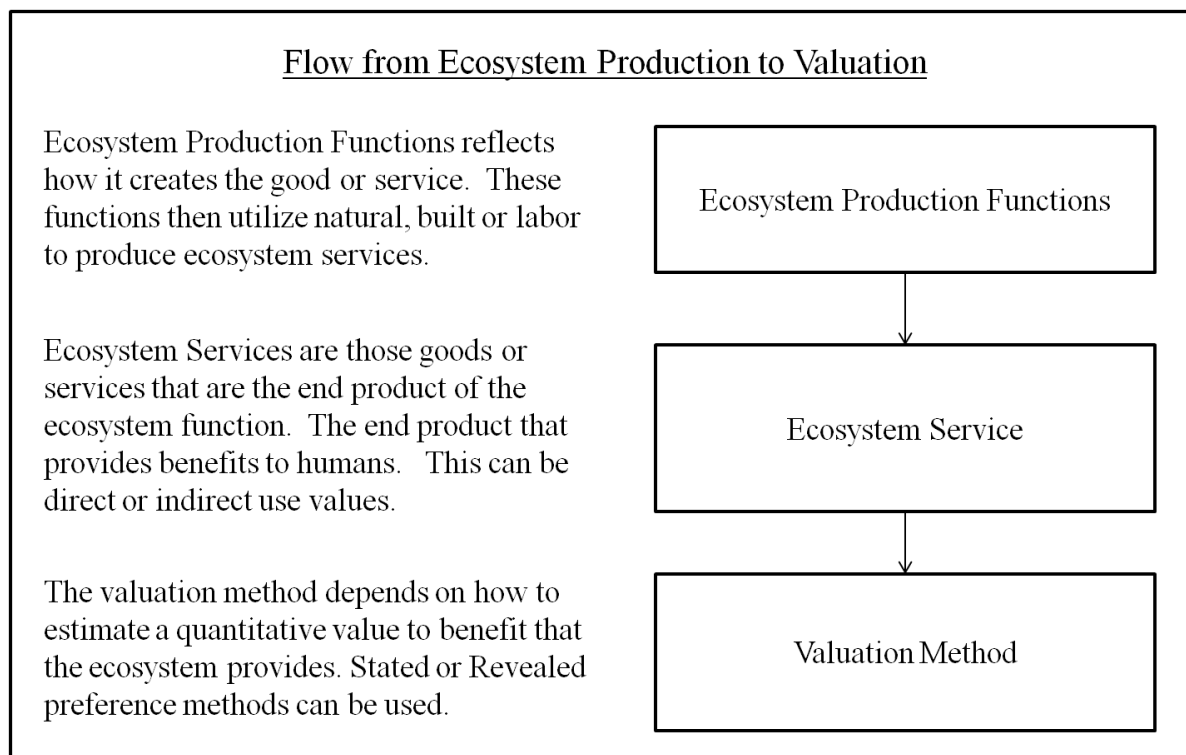 Flow from Ecosystem Production to Valuation
Ecosystem Production Functions reflects
how it creates the good or service.  These
functions then utilize natural, built or labor
to produce ecosystem services.
Ecosystem Production Functions
Ecosystem Services are those goods or
services that are the end product of the
ecosystem function.  The end product that
provides benefits to humans.   This can be
direct or indirect use values.
Ecosystem Service
The valuation method depends on how to
estimate a quantitative value to benefit that
the ecosystem provides. Stated or Revealed
preference methods can be used.
Valuation Method